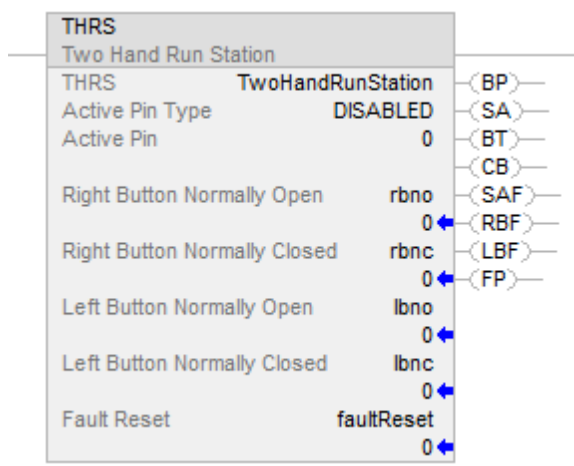 THRS
Two Hand Run Station
THRS TwoHandRunStation (BP)
Active Pin Type DISABLED (SA)
Active Pin 0 (BT)
(CB)
Right Button Normally Open rbno (SAF)
0 (RBF)
Right Button Normally Closed rbnc (LBF)
0 (FP)
Left Button Normally Open lbno
0
Left Button Normally Closed lbnc
0
Fault Reset faultReset
0